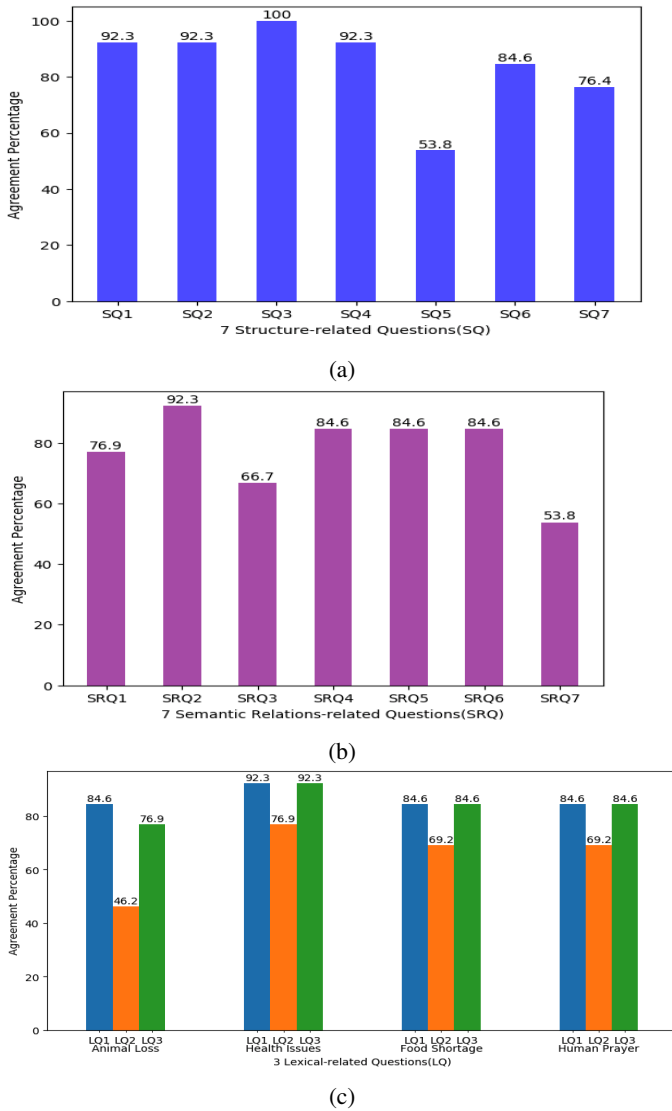 100
92.3 92.3 100 92.3 84.6 76.4 53.8
80
60
40
20
0
Agreement Percentage
SQ1 SQ2 SQ3 SQ4 SQ5 SQ6 SQ7
7 Structure-related Questions(SQ)
(a)
76.9 92.3 66.7 84.6 84.6 84.6 53.8
80
60
40
20
0
Agreement Percentage
SRQ1 SRQ2 SRQ3 SRQ4 SRQ5 SRQ6 SRQ7
7 Semantic Relations-related Questions(SRQ)
(b)
84.6 46.2 76.9 92.3 76.9 92.3 84.6 69.2 84.6 84.6 69.2 84.6
80
60
40
20
0
Agreement Percentage
LQ1 LQ2 LQ3 LQ1 LQ2 LQ3 LQ1 LQ2 LQ3 LQ1 LQ2 LQ3
Animal Loss Health Issues Food Shortage Human Prayer
3 Lexical-related Questions(LQ)
(c)